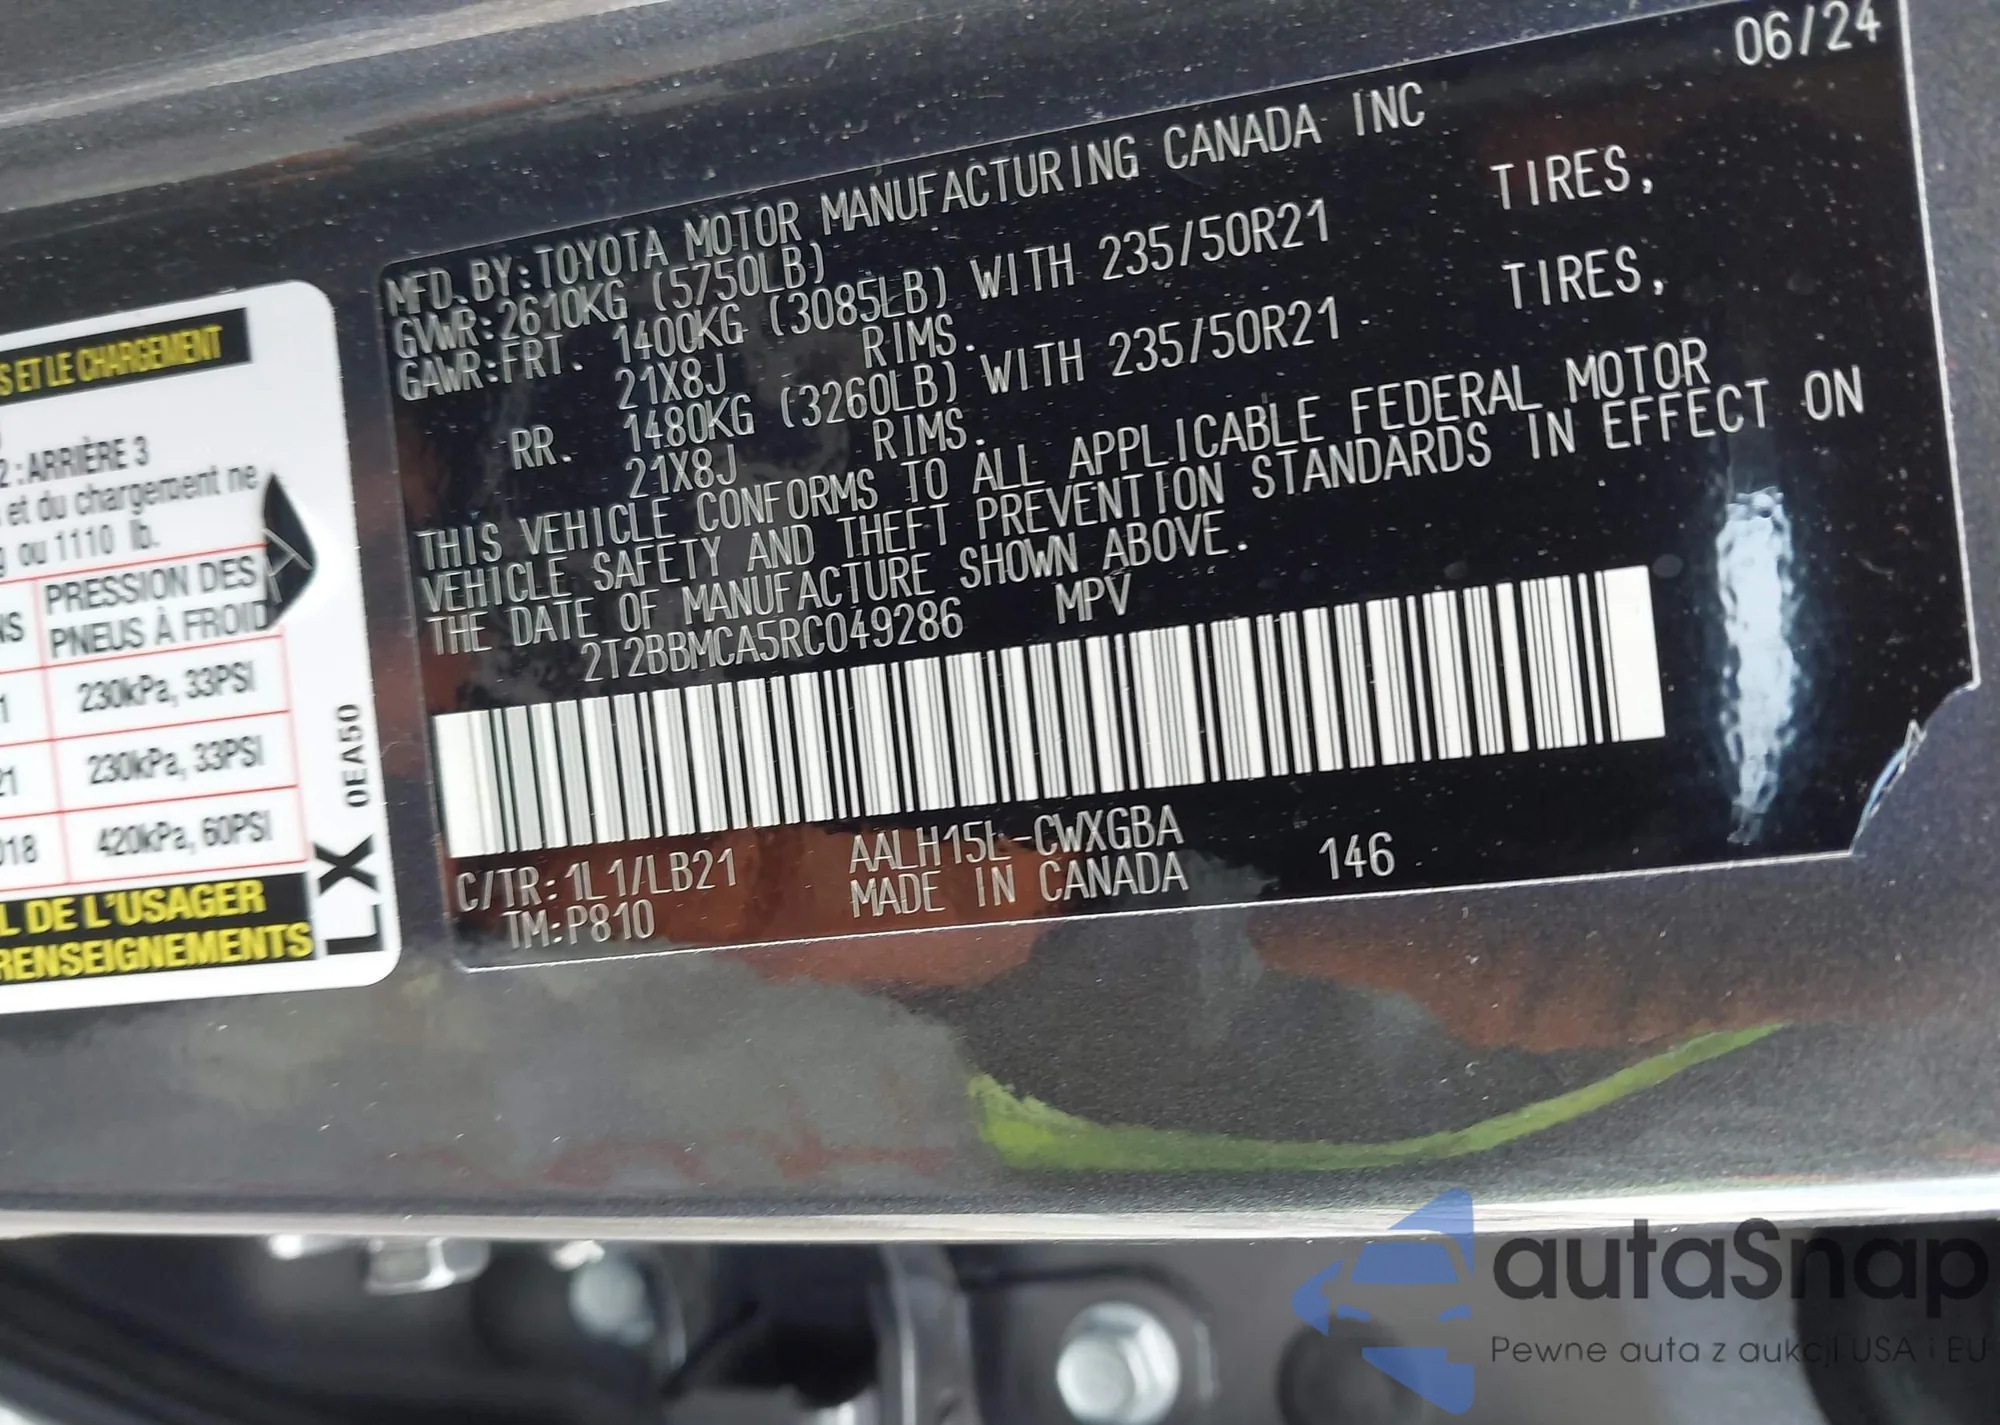 06/24
MFD.BY:TOYOTA MOTOR MANUFACTURING CANADA INC
GVWR:2610KG (5750LB)
GAWR:FRT. 1400KG (3085LB) WITH 235/50R21 TIRES,
21X8J RIMS.
RR. 1480KG (3260LB) WITH 235/50R21 TIRES,
21X8J RIMS.
THIS VEHICLE CONFORMS TO ALL APPLICABLE FEDERAL MOTOR
VEHICLE SAFETY AND THEFT PREVENTION STANDARDS IN EFFECT ON
THE DATE OF MANUFACTURE SHOWN ABOVE.
2T2BBMCA5RC049286 MPV
C/TR:1L1/LB21 AALH15L-CWXGBA
TM:P810 MADE IN CANADA 146
ET LE CHARGEMENT
2 : ARRIÈRE 3
et du chargement ne
ou 1110 lb.
PRESSION DES
PNEUS À FROID
230kPa, 33PSI
21 230kPa, 33PSI
420kPa, 60PSI
DE L'USAGER
RENSEIGNEMENTS
LX 0EA50
autaSnap
Pewne auta z aukcji USA i EU